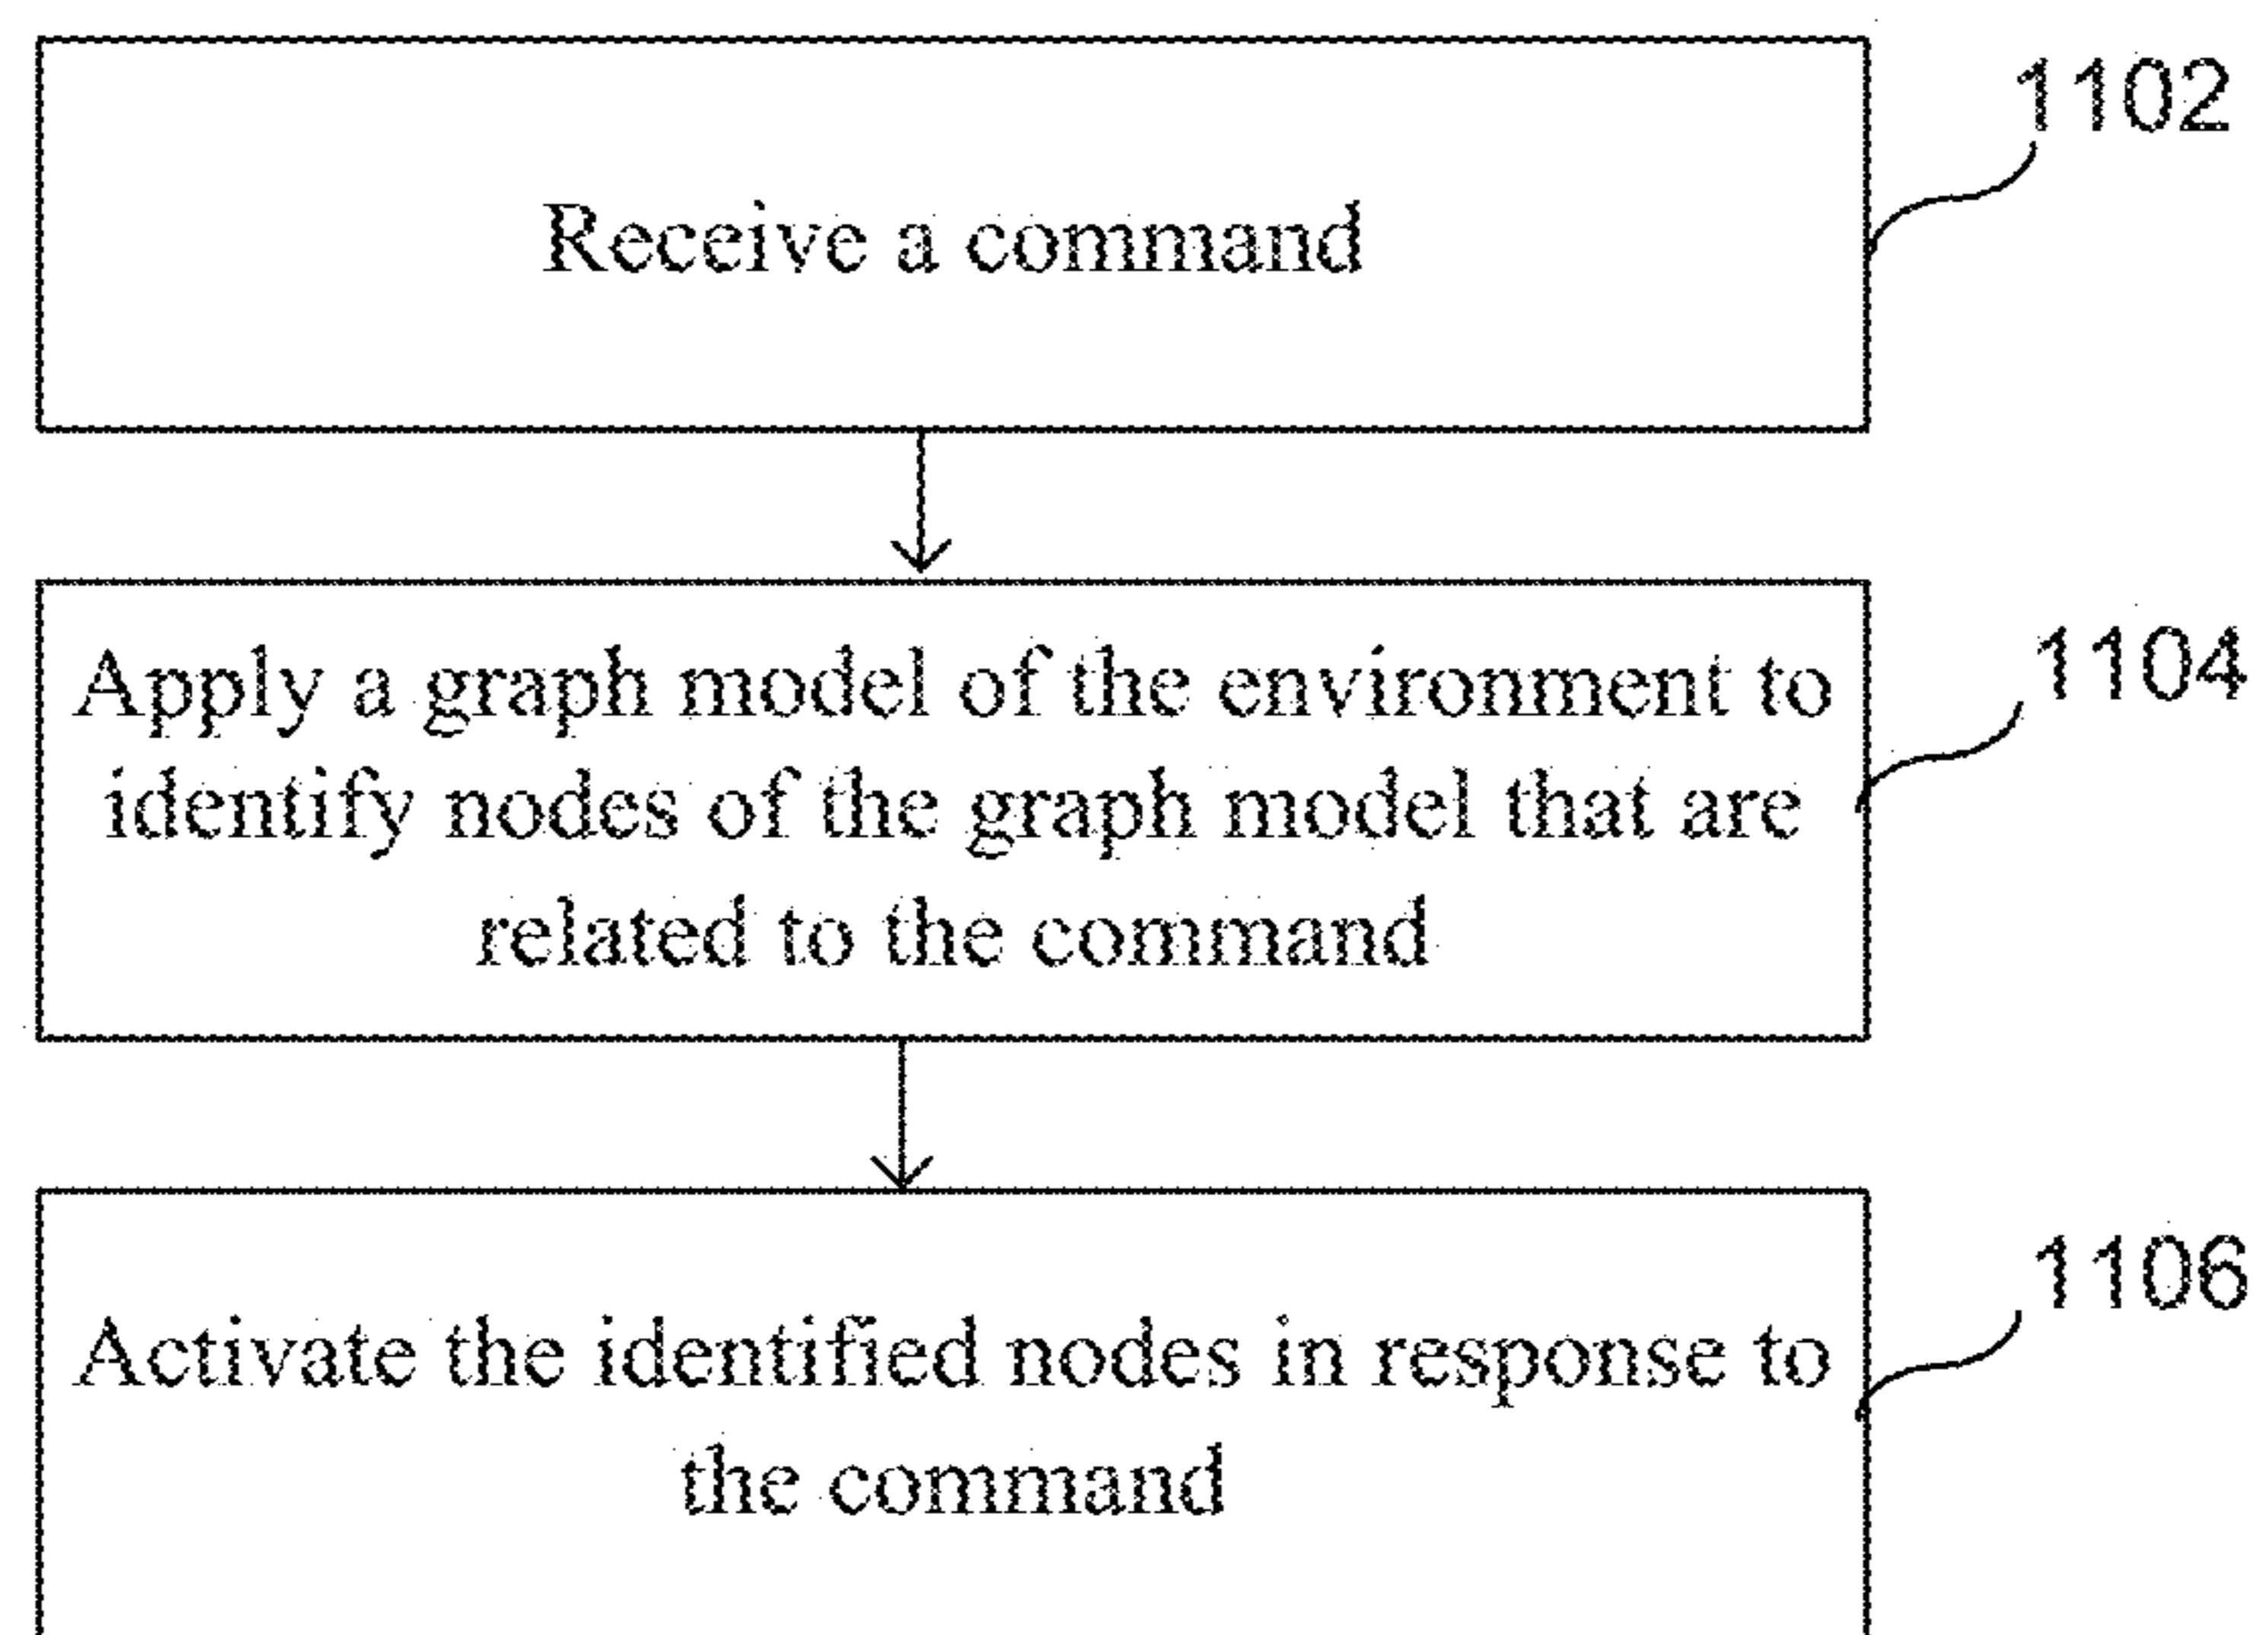 1102
Receive a command
1104
Apply a graph model of the environment to
identify nodes of the graph model that are
related to the command
1106
Activate the identified nodes in response to
the command